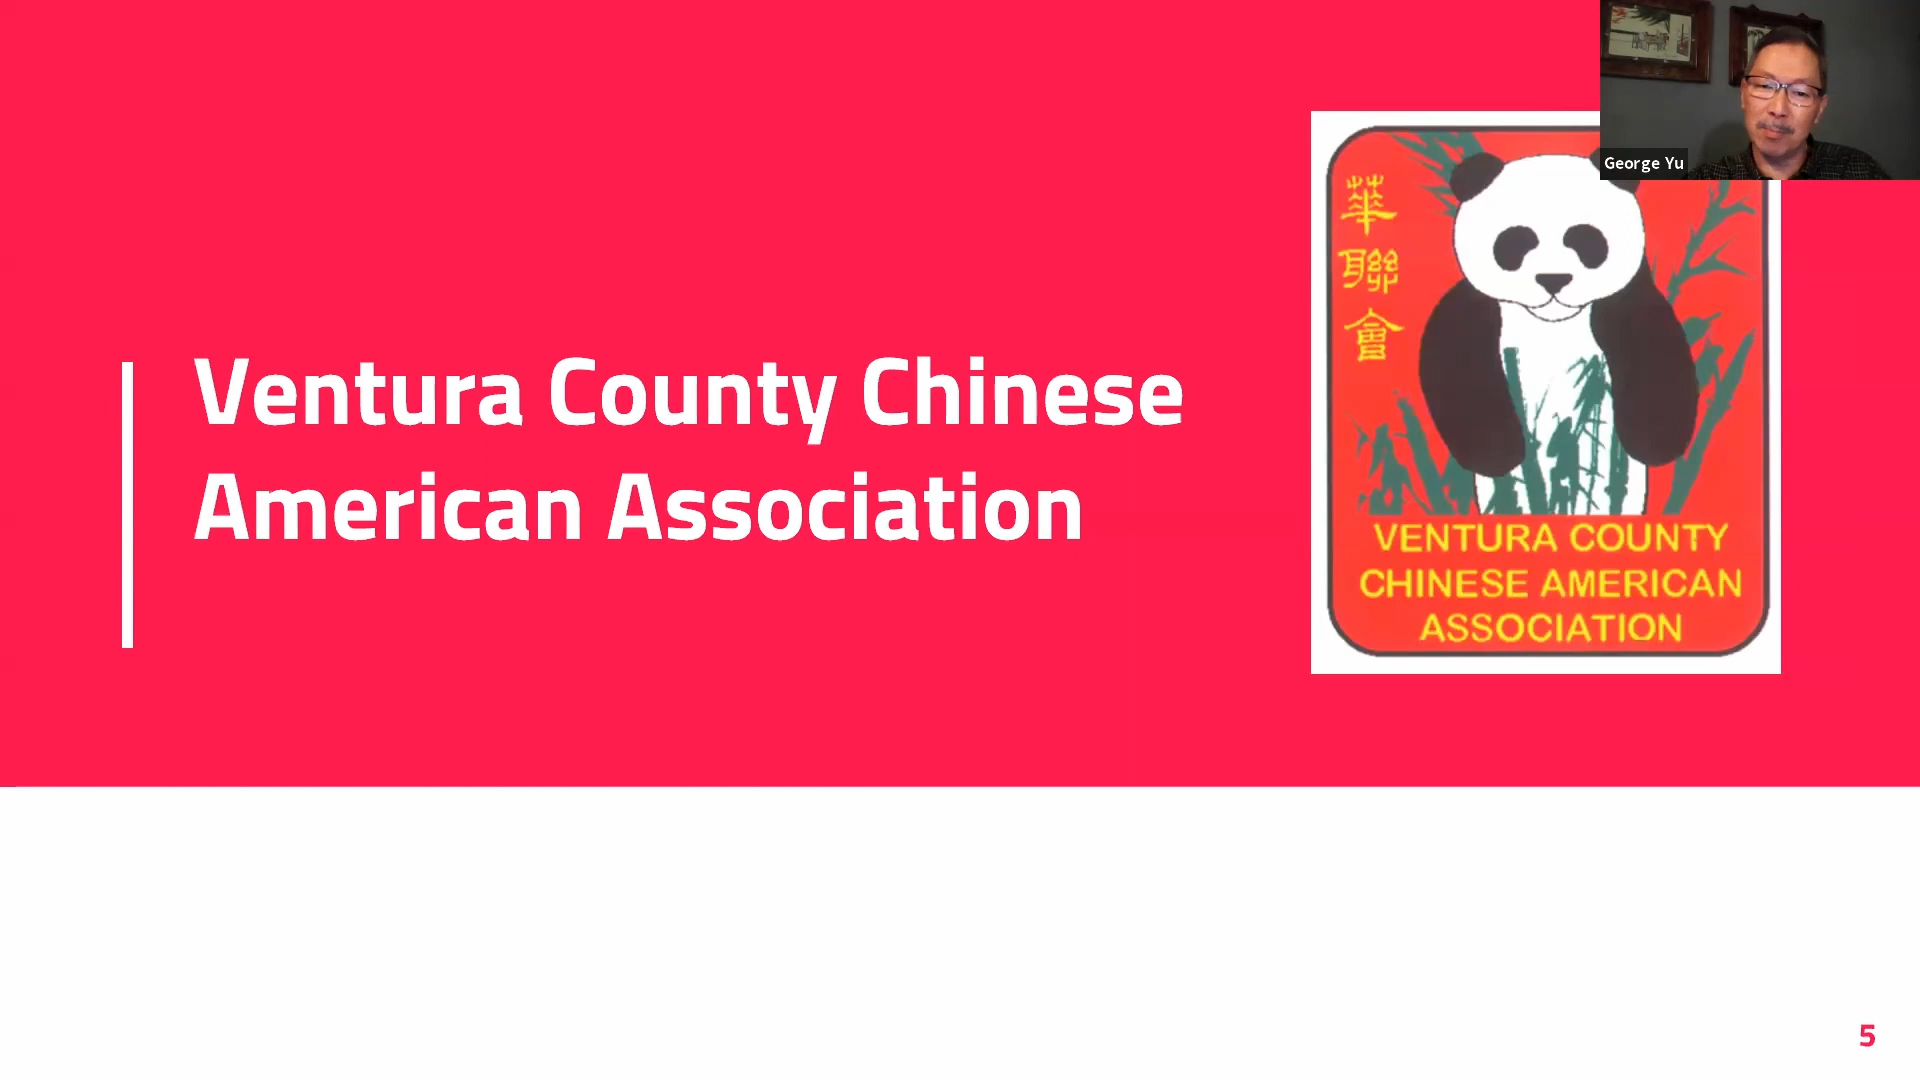 Ventura County Chinese
American Association
華
聯
會
VENTURA COUNTY
CHINESE AMERICAN
ASSOCIATION
George Yu
5